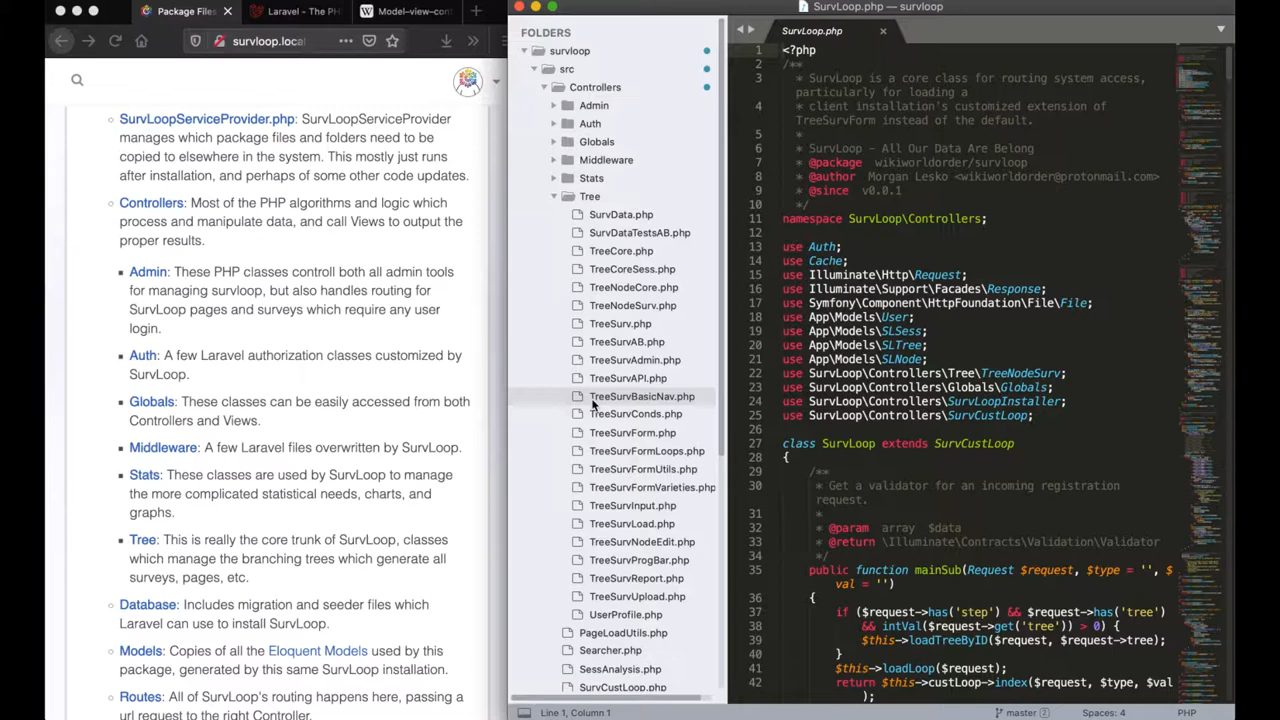 Package Files
Laravel - The PH
Model–view–cont
survloop.local
SurvLoopServiceProvider.php: SurvLoopServiceProvider
manages which package files and folders need to be
copied to elsewhere in the system. This mostly just runs
after installation, and perhaps of some other code updates.
Controllers: Most of the PHP algorithms and logic which
process and manipulate data, and call Views to output the
proper results.
Admin: These PHP classes controll both all admin tools
for managing survloop, but also handles routing for
SurvLoop pages and surveys which require any user
login.
Auth: A few Laravel authorization classes customized by
SurvLoop.
Globals: These classes can be easily accessed from both
Controllers and Views.
Middleware: A few Laravel files overwritten by SurvLoop.
Stats: These classes are used by SurvLoop to manage
the more complicated statistical needs, charts, and
graphs.
Tree: This is really the core trunk of SurvLoop, classes
which manage the branching trees which generate all
surveys, pages, etc.
Database: Includes migration and seeder files which
Laravel can use to install SurvLoop.
Models: Copies of all the Eloquent Models used by this
package, generated by this same SurvLoop installation.
Routes: All of SurvLoop's routing happens here, passing a
url request to the right Controller.
SurvLoop.php — survloop
FOLDERS
survloop
src
Controllers
Admin
Auth
Globals
Middleware
Stats
Tree
SurvData.php
SurvDataTestsAB.php
TreeCore.php
TreeCoreSess.php
TreeNodeCore.php
TreeNodeSurv.php
TreeSurv.php
TreeSurvAB.php
TreeSurvAdmin.php
TreeSurvAPI.php
TreeSurvBasicNav.php
TreeSurvConds.php
TreeSurvForm.php
TreeSurvFormLoops.php
TreeSurvFormUtils.php
TreeSurvFormVarieties.php
TreeSurvInput.php
TreeSurvLoad.php
TreeSurvNodeEdit.php
TreeSurvProgBar.php
TreeSurvReport.php
TreeSurvUpload.php
UserProfile.php
PageLoadUtils.php
Searcher.php
SessAnalysis.php
SurvCustLoop.php
SurvLoop.php
1 <?php
2 /**
3 * SurvLoop is a core class for routing system access,
particularly for loading a
4 * client installation's customized extension of
TreeSurvForm instead of the default.
5 *
6 * SurvLoop - All Our Data Are Belong
7 * @package wikiworldorder/survloop
8 * @author Morgan Lesko <wikiworldorder@protonmail.com>
9 * @since v0.0.1
10 */
11 namespace SurvLoop\Controllers;
12
13 use Auth;
14 use Cache;
15 use Illuminate\Http\Request;
16 use Illuminate\Support\Facades\Response;
17 use Symfony\Component\HttpFoundation\File\File;
18 use App\Models\User;
19 use App\Models\SLSess;
20 use App\Models\SLTree;
21 use App\Models\SLNode;
22 use SurvLoop\Controllers\Tree\TreeNodeSurv;
23 use SurvLoop\Controllers\Globals\Globals;
24 use SurvLoop\Controllers\SurvLoopInstaller;
25 use SurvLoop\Controllers\SurvCustLoop;
26
27 class SurvLoop extends SurvCustLoop
28 {
29 /**
30 * Get a validator for an incoming registration
request.
31 *
32 * @param array $data
33 * @return \Illuminate\Contracts\Validation\Validator
34 */
35 public function mainSub(Request $request, $type = '', $
val = '')
36 {
37 if ($request->has('step') && $request->has('tree')
38 && intVal($request->get('tree')) > 0) {
39 $this->loadTreeByID($request, $request->tree);
40 }
41 $this->loadLoop($request);
42 return $this->custLoop->index($request, $type, $val
);
Line 1, Column 1
master 2
Spaces: 4
PHP